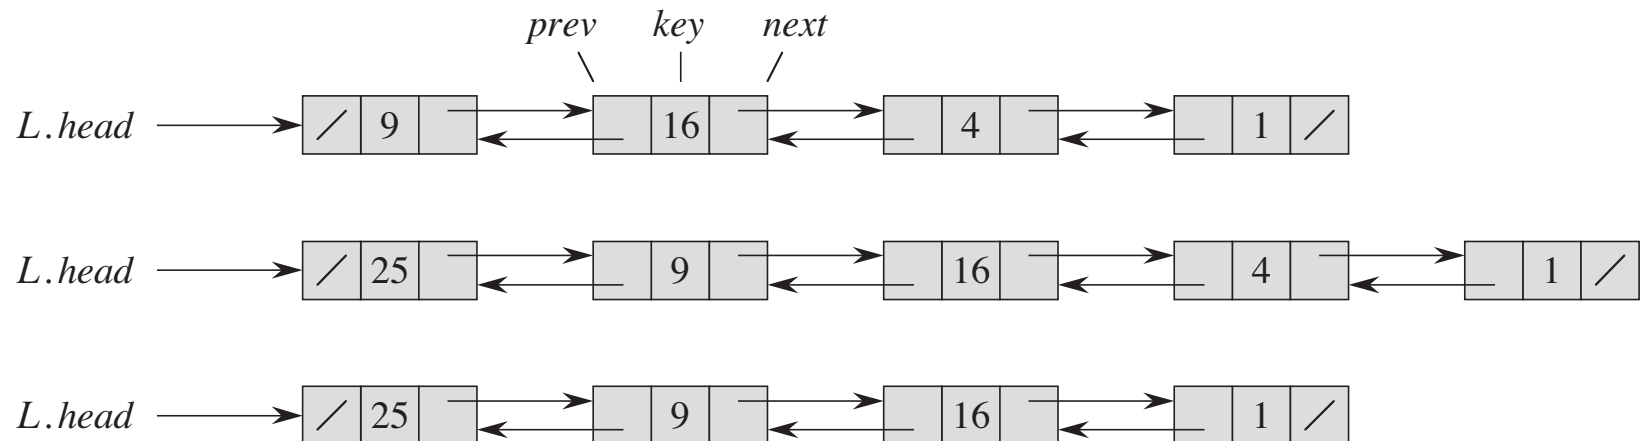 prev key next
L.head / 9 16 4 1 /
L.head / 25 9 16 4 1 /
L.head / 25 9 16 1 /